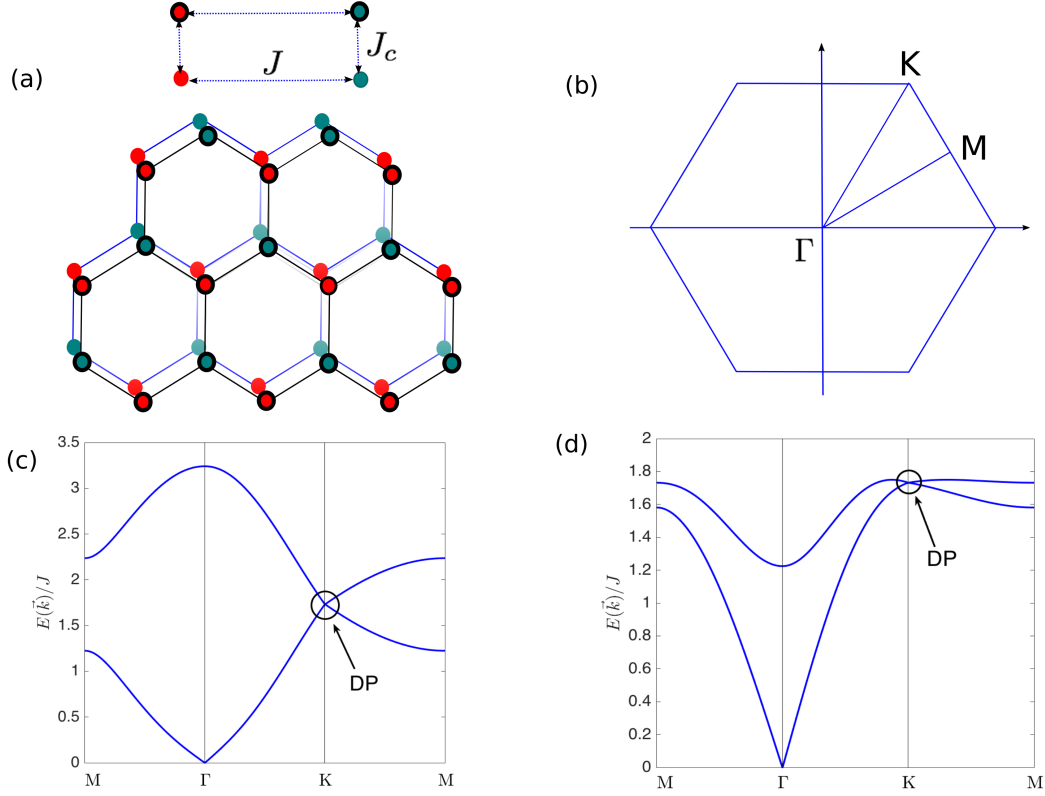 (a)
J
J_c
(b)
K
M
Γ
(c)
3.5
3
2.5
2
1.5
1
0.5
0
E(k⃗)/J
DP
M Γ K M
(d)
2
1.8
1.6
1.4
1.2
1
0.8
0.6
0.4
0.2
0
E(k⃗)/J
DP
M Γ K M